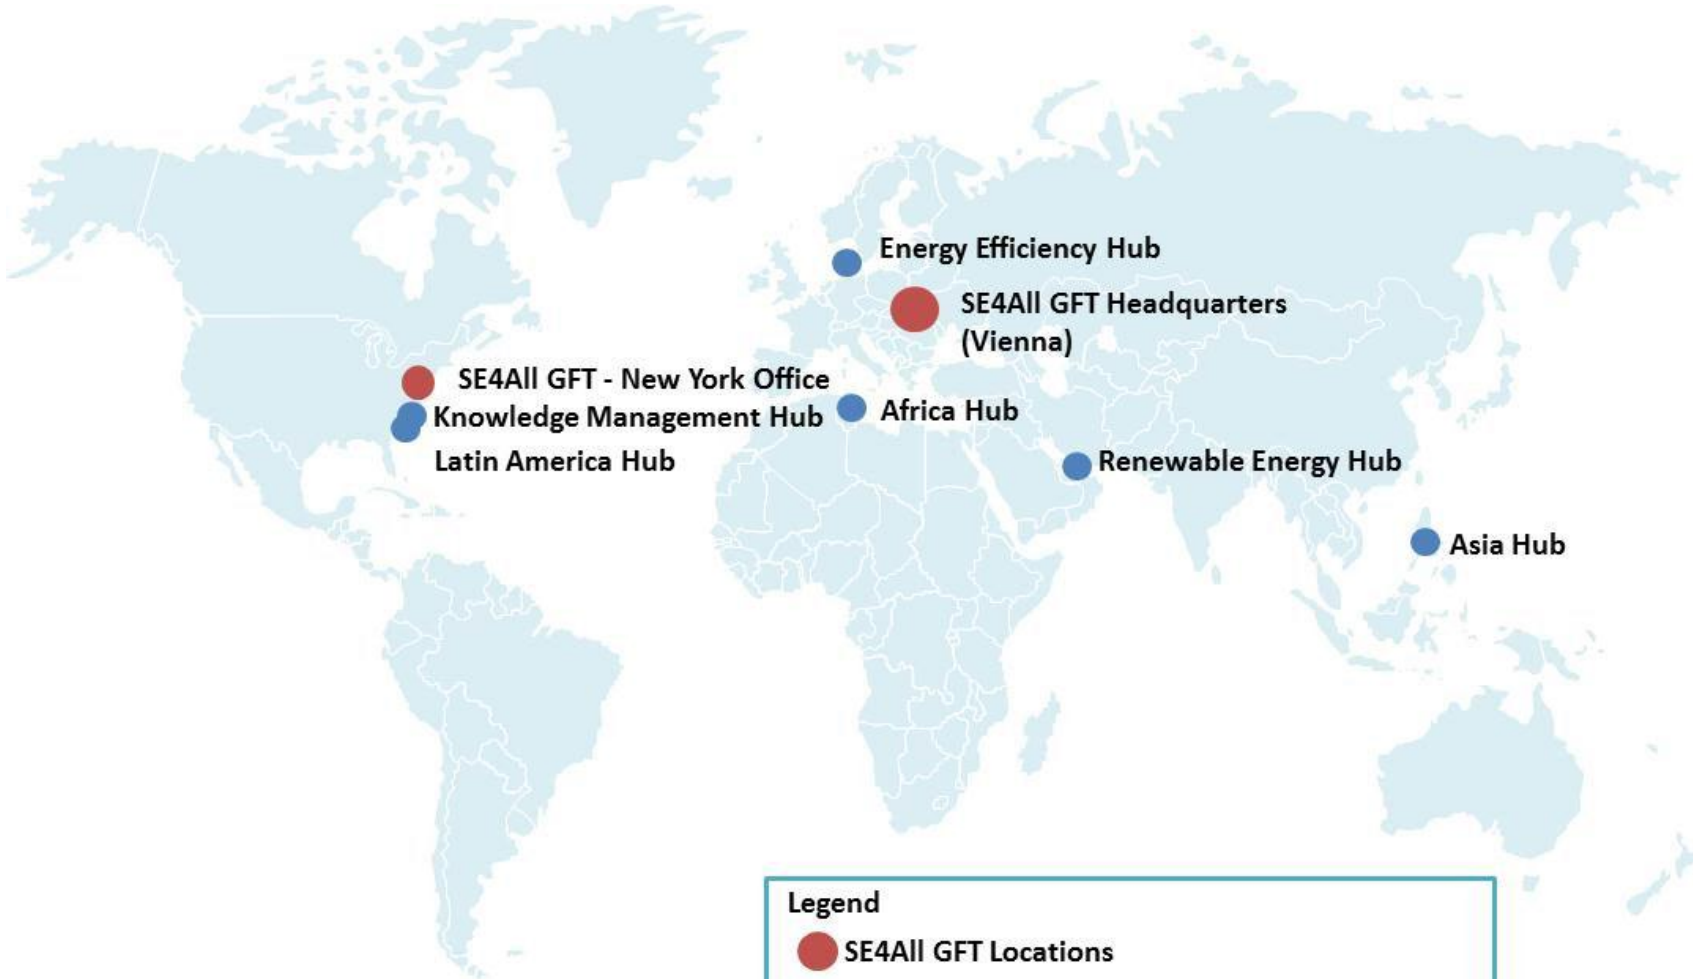 Energy Efficiency Hub
SE4All GFT Headquarters
(Vienna)
SE4All GFT - New York Office
Knowledge Management Hub
Africa Hub
Latin America Hub
Renewable Energy Hub
Asia Hub
Legend
SE4All GFT Locations